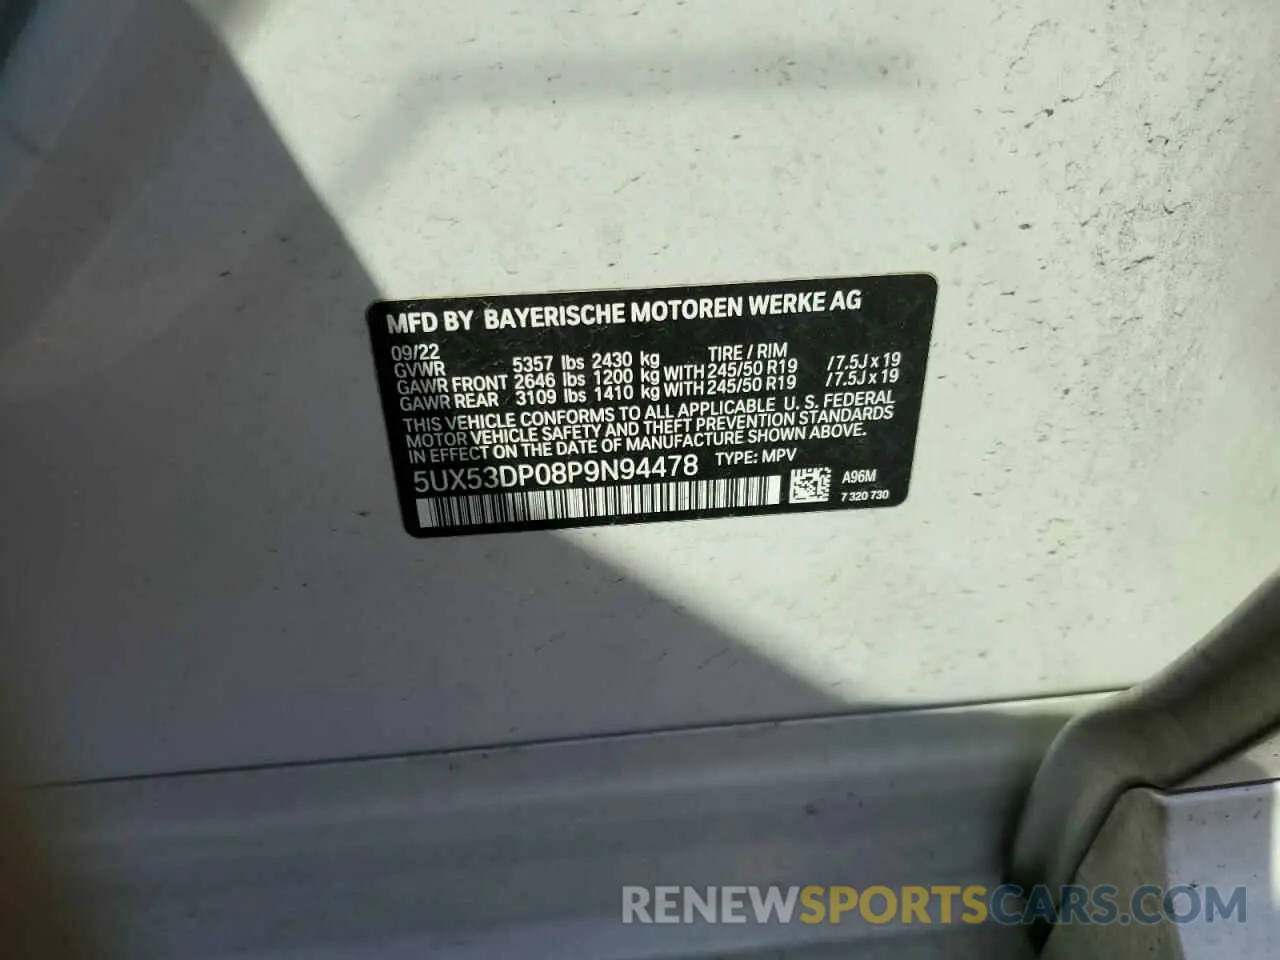 MFD BY BAYERISCHE MOTOREN WERKE AG
09/22 TIRE / RIM
GVWR 5357 lbs 2430 kg
GAWR FRONT 2646 lbs 1200 kg WITH 245/50 R19 /7.5J x 19
GAWR REAR 3109 lbs 1410 kg WITH 245/50 R19 /7.5J x 19
THIS VEHICLE CONFORMS TO ALL APPLICABLE U. S. FEDERAL
MOTOR VEHICLE SAFETY AND THEFT PREVENTION STANDARDS
IN EFFECT ON THE DATE OF MANUFACTURE SHOWN ABOVE.
5UX53DP08P9N94478 TYPE: MPV
A96M
7 320 730
RENEWSPORTSCARS.COM